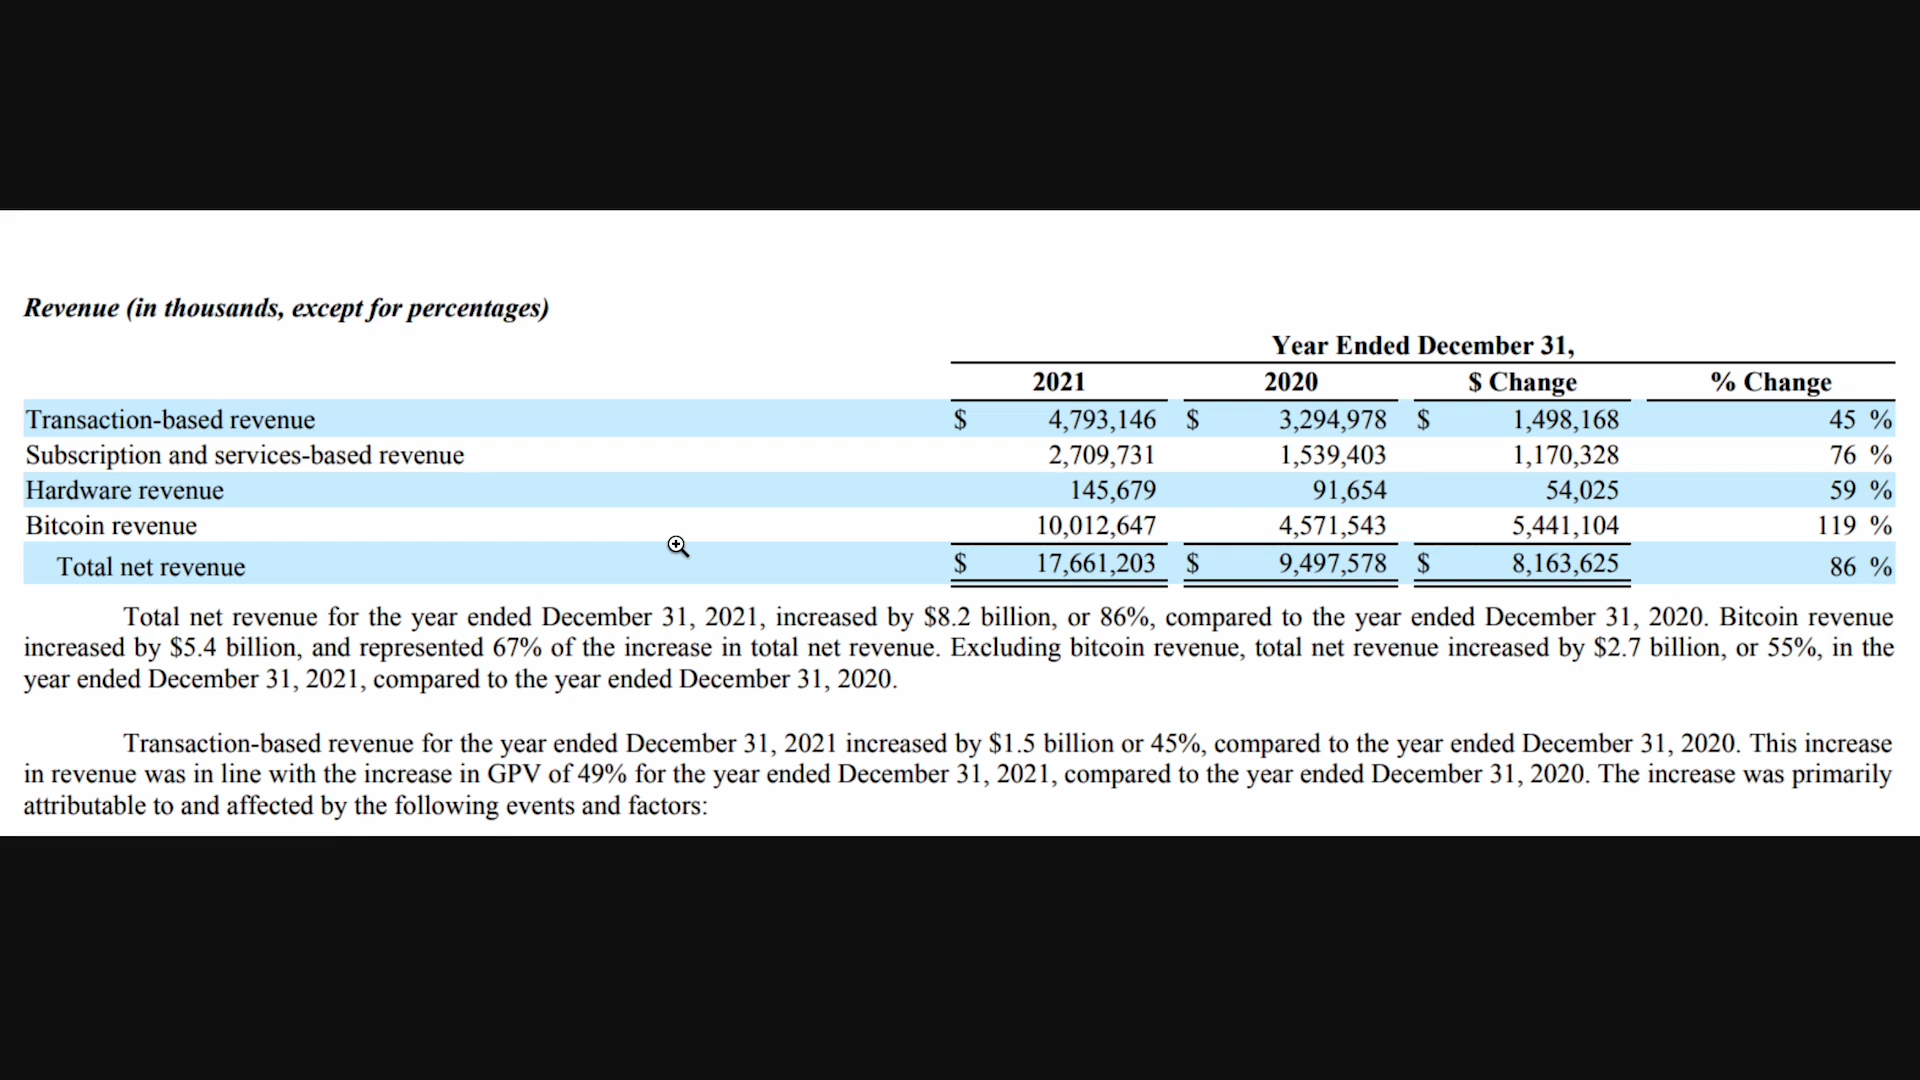 Revenue (in thousands, except for percentages)
Year Ended December 31,
2021 2020 $ Change % Change
Transaction-based revenue $ 4,793,146 $ 3,294,978 $ 1,498,168 45 %
Subscription and services-based revenue 2,709,731 1,539,403 1,170,328 76 %
Hardware revenue 145,679 91,654 54,025 59 %
Bitcoin revenue 10,012,647 4,571,543 5,441,104 119 %
Total net revenue $ 17,661,203 $ 9,497,578 $ 8,163,625 86 %
Total net revenue for the year ended December 31, 2021, increased by $8.2 billion, or 86%, compared to the year ended December 31, 2020. Bitcoin revenue
increased by $5.4 billion, and represented 67% of the increase in total net revenue. Excluding bitcoin revenue, total net revenue increased by $2.7 billion, or 55%, in the
year ended December 31, 2021, compared to the year ended December 31, 2020.
Transaction-based revenue for the year ended December 31, 2021 increased by $1.5 billion or 45%, compared to the year ended December 31, 2020. This increase
in revenue was in line with the increase in GPV of 49% for the year ended December 31, 2021, compared to the year ended December 31, 2020. The increase was primarily
attributable to and affected by the following events and factors: